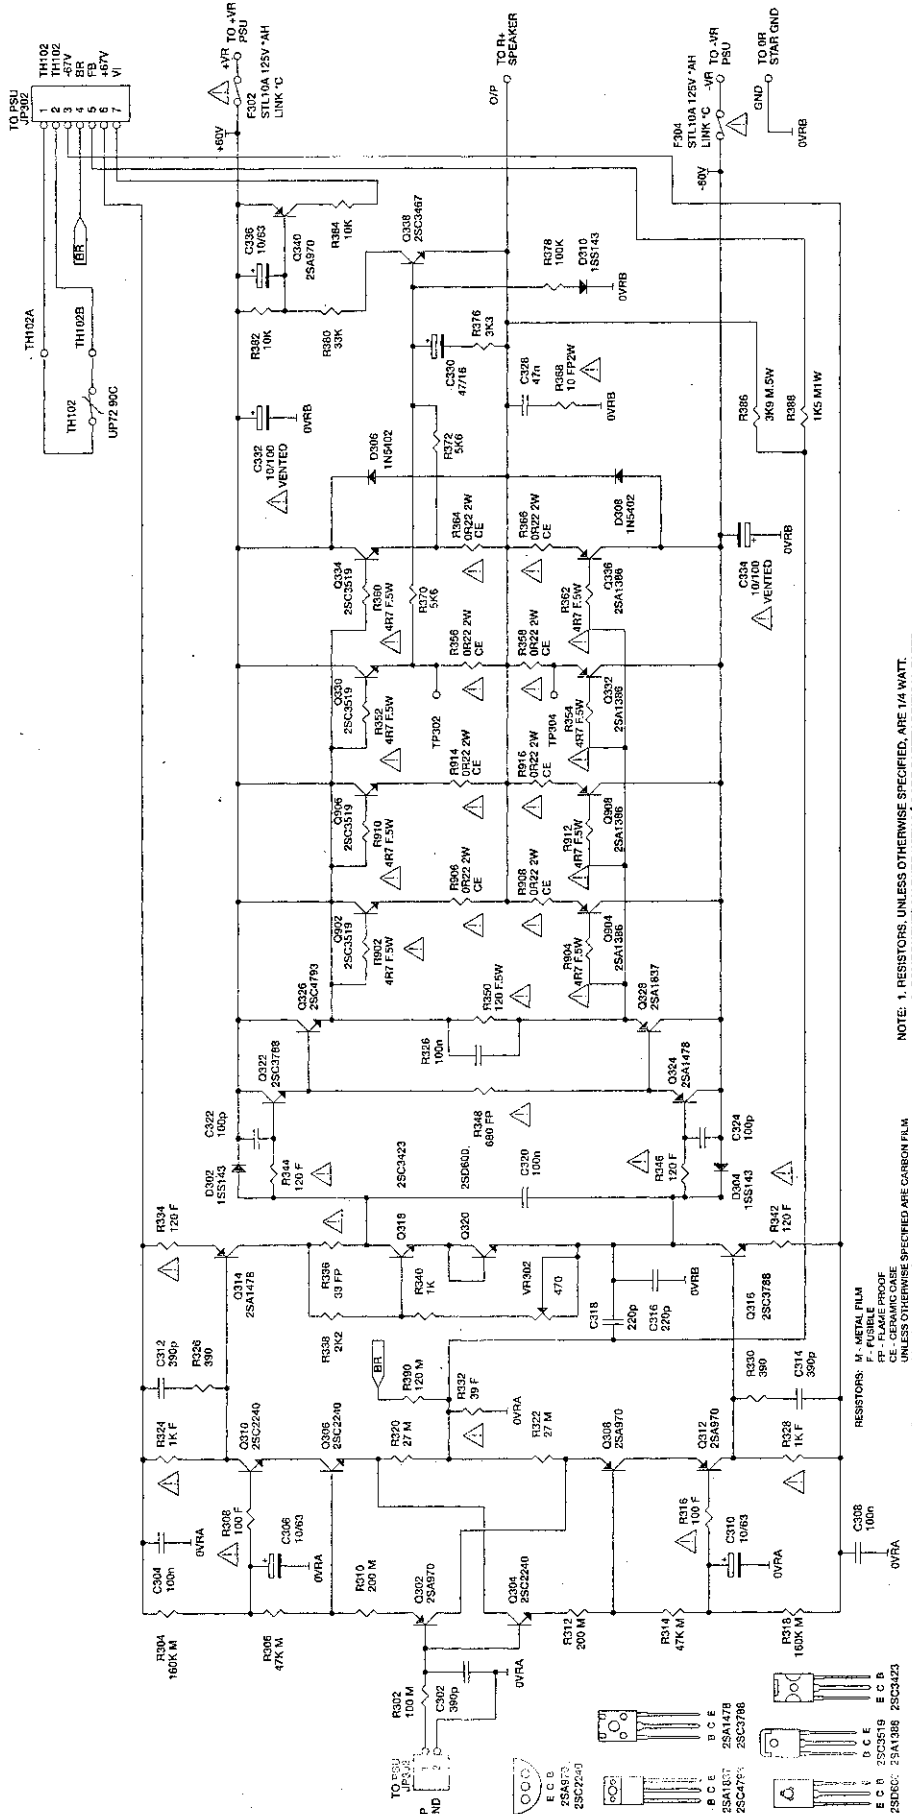 TO PSU
JP302
1
2
3
4
5
6
7
TH102
TH102
-67V
BR
FB
+67V
VI
BR
TH102A
TH102B
TH102
UP72 90C
+60V
+VR TO +VR
PSU
F302
STL10A 125V *AH
LINK *C
O/P
TO R+
SPEAKER
-60V
F304
STL10A 125V *AH
LINK *C
-VR TO -VR
PSU
GND
TO 0R
STAR GND
0VRB
C336
10/63
Q340
2SA970
R384
10K
R382
10K
R380
33K
Q338
2SC3467
R378
100K
D310
1SS143
0VRB
C330
47/16
R376
3K3
C328
47n
R368
10 FP2W
0VRB
R386
3K9 M.5W
R388
1K5 M1W
C332
10/100
VENTED
0VRB
D306
1N5402
R372
5K6
D308
1N5402
C334
10/100
VENTED
0VRB
Q334
2SC3519
R360
4R7 F.5W
R364
0R22 2W
CE
R366
0R22 2W
CE
R362
4R7 F.5W
Q336
2SA1386
R370
5K6
Q330
2SC3519
R352
4R7 F.5W
R356
0R22 2W
CE
TP302
R358
0R22 2W
CE
TP304
R354
4R7 F.5W
Q332
2SA1386
Q906
2SC3519
R910
4R7 F.5W
R914
0R22 2W
CE
R916
0R22 2W
CE
R912
4R7 F.5W
Q908
2SA1386
Q902
2SC3519
R902
4R7 F.5W
R906
0R22 2W
CE
R908
0R22 2W
CE
R904
4R7 F.5W
Q904
2SA1386
Q326
2SC4793
R326
100n
R350
120 F.5W
Q328
2SA1837
Q322
2SC3788
R348
680 FP
Q324
2SA1478
C322
100p
D302
1SS143
R344
120 F
2SC3423
2SD600
C320
100n
R346
120 F
C324
100p
D304
1SS143
R334
120 F
Q314
2SA1478
R336
33 FP
Q318
Q320
R340
1K
R338
2K2
VR302
470
C318
220p
C316
220p
0VRB
Q316
2SC3788
R342
120 F
C312
390p
R326
390
BR
R390
120 M
R332
39 F
0VRA
R330
390
C314
390p
R324
1K F
Q310
2SC2240
Q306
2SC2240
R320
27 M
R322
27 M
Q308
2SA970
Q312
2SA970
R328
1K F
C304
100n
0VRA
R308
100 F
C306
10/63
0VRA
R316
100 F
C310
10/63
0VRA
C308
100n
0VRA
R304
160K M
R306
47K M
R310
200 M
Q302
2SA970
Q304
2SC2240
R312
200 M
R314
47K M
R318
160K M
TO PSU
1
2
R302
100 M
C302
390p
0VRA
E C B
2SC2240
B C E
2SA1837
B C E
2SA1478
2SC3788
E C B
B C E
2SC3519
2SA1386
E C B
2SC3423
RESISTORS: M - METAL FILM
F - FUSIBLE
FP - FLAME PROOF
CE - CERAMIC CASE
UNLESS OTHERWISE SPECIFIED ARE CARBON FILM
NOTE: 1. RESISTORS, UNLESS OTHERWISE SPECIFIED, ARE 1/4 WATT.